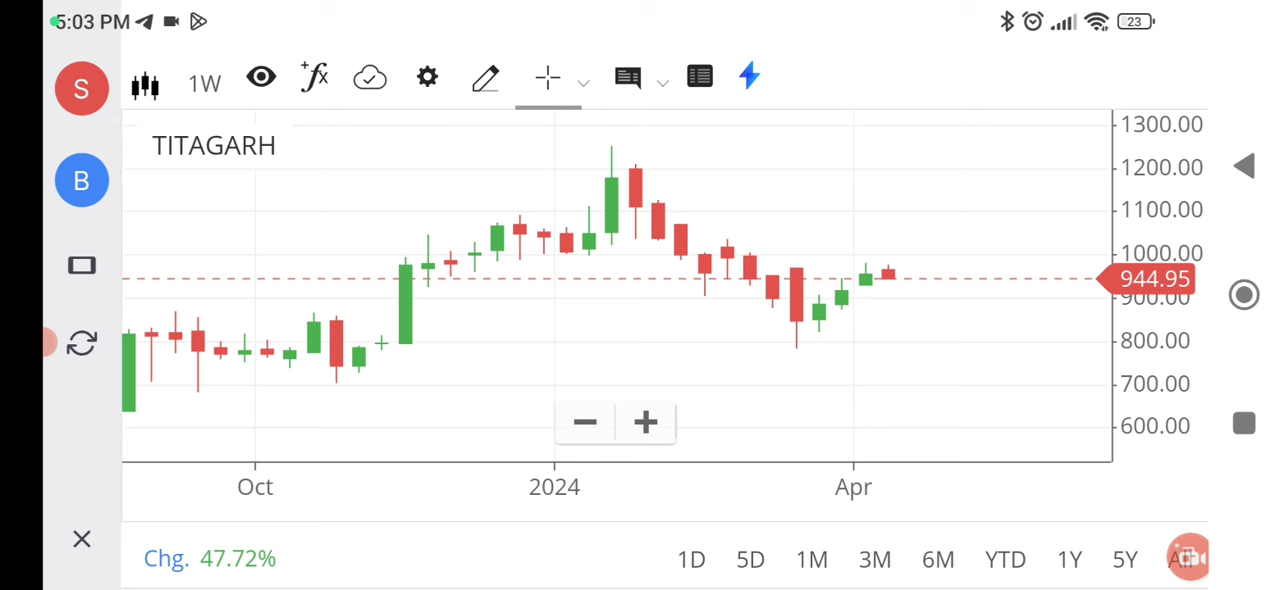 5:03 PM
23
S
1W
+fx
TITAGARH
B
1300.00
1200.00
1100.00
1000.00
944.95
900.00
800.00
700.00
600.00
Oct
2024
Apr
Chg. 47.72%
1D
5D
1M
3M
6M
YTD
1Y
5Y
All